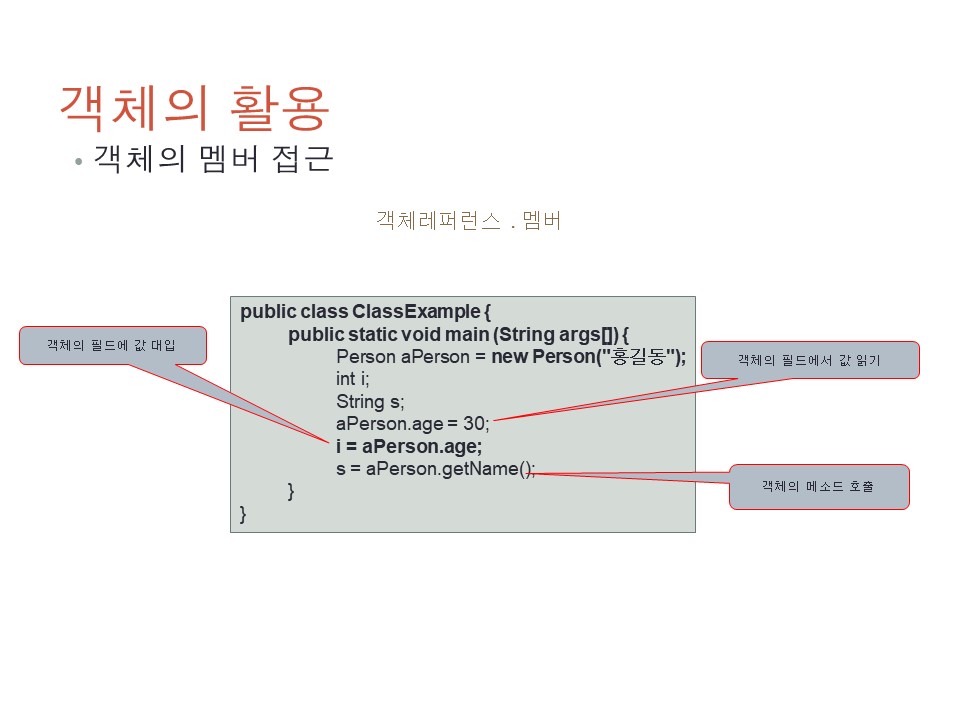 객체의 활용
• 객체의 멤버 접근
객체레퍼런스 . 멤버
public class ClassExample {
public static void main (String args[]) {
Person aPerson = new Person("홍길동");
int i;
String s;
aPerson.age = 30;
i = aPerson.age;
s = aPerson.getName();
}
}
객체의 필드에 값 대입
객체의 필드에서 값 읽기
객체의 메소드 호출